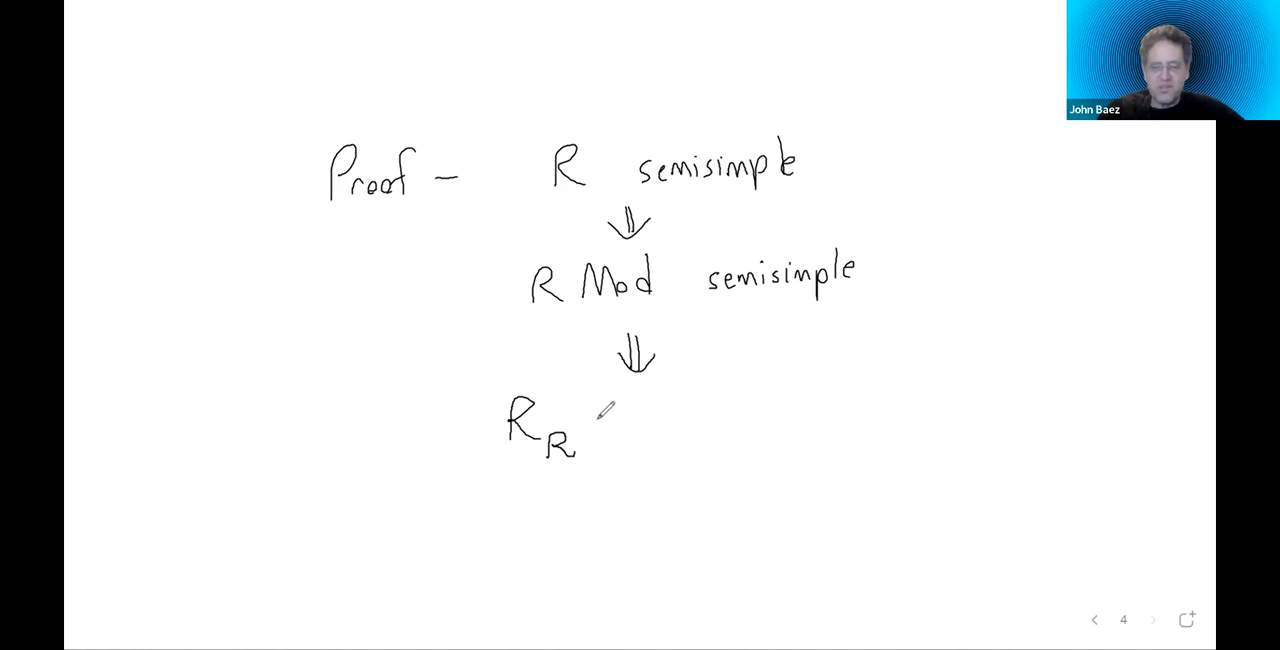 John Baez
Proof – R semisimple
⇓
R Mod semisimple
⇓
R_R
< 4 >